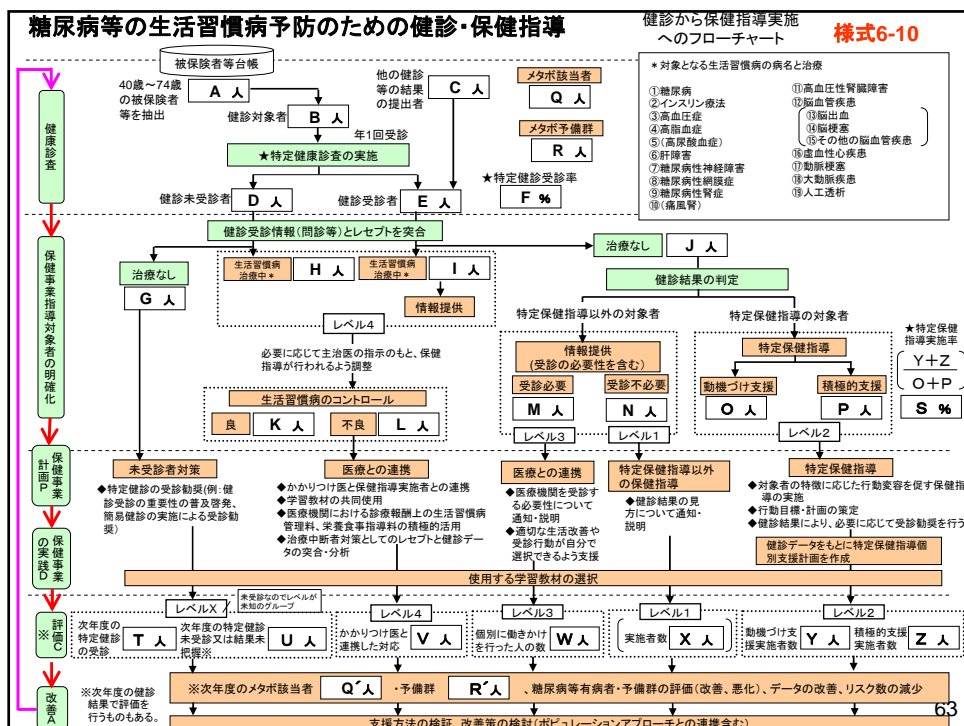 糖尿病等の生活習慣病予防のための健診・保健指導
健診から保健指導実施
へのフローチャート
様式6-10
被保険者等台帳
40歳～74歳
の被保険者
等を抽出
A 人
他の健診
等の結果
の提出者
C 人
メタボ該当者
Q 人
健診対象者
B 人
メタボ予備群
R 人
年1回受診
★特定健康診査の実施
★特定健診受診率
F %
健診未受診者
D 人
健診受診者
E 人
*対象となる生活習慣病の病名と治療
①糖尿病
②インスリン療法
③高血圧症
④高脂血症
⑤(高尿酸血症)
⑥肝障害
⑦糖尿病性神経障害
⑧糖尿病性網膜症
⑨糖尿病性腎症
⑩(痛風腎)
⑪高血圧性腎臓障害
⑫脳血管疾患
⑬脳出血
⑭脳梗塞
⑮その他の脳血管疾患
⑯虚血性心疾患
⑰動脈梗塞
⑱大動脈疾患
⑲人工透析
健康診査
健診受診情報(問診等)とレセプトを突合
治療なし
G 人
生活習慣病
治療中*
H 人
生活習慣病
治療中*
I 人
情報提供
レベル4
治療なし
J 人
健診結果の判定
特定保健指導以外の対象者
特定保健指導の対象者
★特定保健
指導実施率
Y+Z
O+P
S %
情報提供
(受診の必要性を含む)
受診必要
M 人
受診不必要
N 人
レベル3
レベル1
特定保健指導
動機づけ支援
O 人
積極的支援
P 人
レベル2
必要に応じて主治医の指示のもと、保健
指導が行われるよう調整
生活習慣病のコントロール
良
K 人
不良
L 人
保健事業指導対象者の明確化
保健事業
計画P
未受診者対策
◆特定健診の受診勧奨(例:健
診受診の重要性の普及啓発、
簡易健診の実施による受診勧
奨)
医療との連携
◆かかりつけ医と保健指導実施者との連携
◆学習教材の共同使用
◆医療機関における診療報酬上の生活習慣病
管理料、栄養食事指導料の積極的活用
◆治療中断者対策としてのレセプトと健診デー
タの突合・分析
医療との連携
◆医療機関を受診す
る必要性について
通知・説明
◆適切な生活改善や
受診行動が自分で
選択できるよう支援
特定保健指導以外
の保健指導
◆健診結果の見
方について通知・
説明
特定保健指導
◆対象者の特徴に応じた行動変容を促す保健指
導の実施
◆行動目標・計画の策定
◆健診結果により、必要に応じて受診勧奨を行う
健診データをもとに特定保健指導個
別支援計画を作成
保健事業
の実践D
使用する学習教材の選択
未受診なのでレベルが
未知のグループ
レベルX
次年度の
特定健診
の受診
T 人
次年度の特定健診
未受診又は結果未
把握※
U 人
レベル4
かかりつけ医と
連携した対応
V 人
レベル3
個別に働きかけ
を行った人の数
W 人
レベル1
実施者数
X 人
レベル2
動機づけ支
援実施者数
Y 人
積極的支援
実施者数
Z 人
評価C
※
改善A
※次年度の健診
結果で評価を
行うものもある。
※次年度のメタボ該当者
Q´人
・予備群
R´人
、糖尿病等有病者・予備群の評価(改善、悪化)、データの改善、リスク数の減少
支援方法の検証、改善策の検討(ポピュレーションアプローチとの連携含む)
63